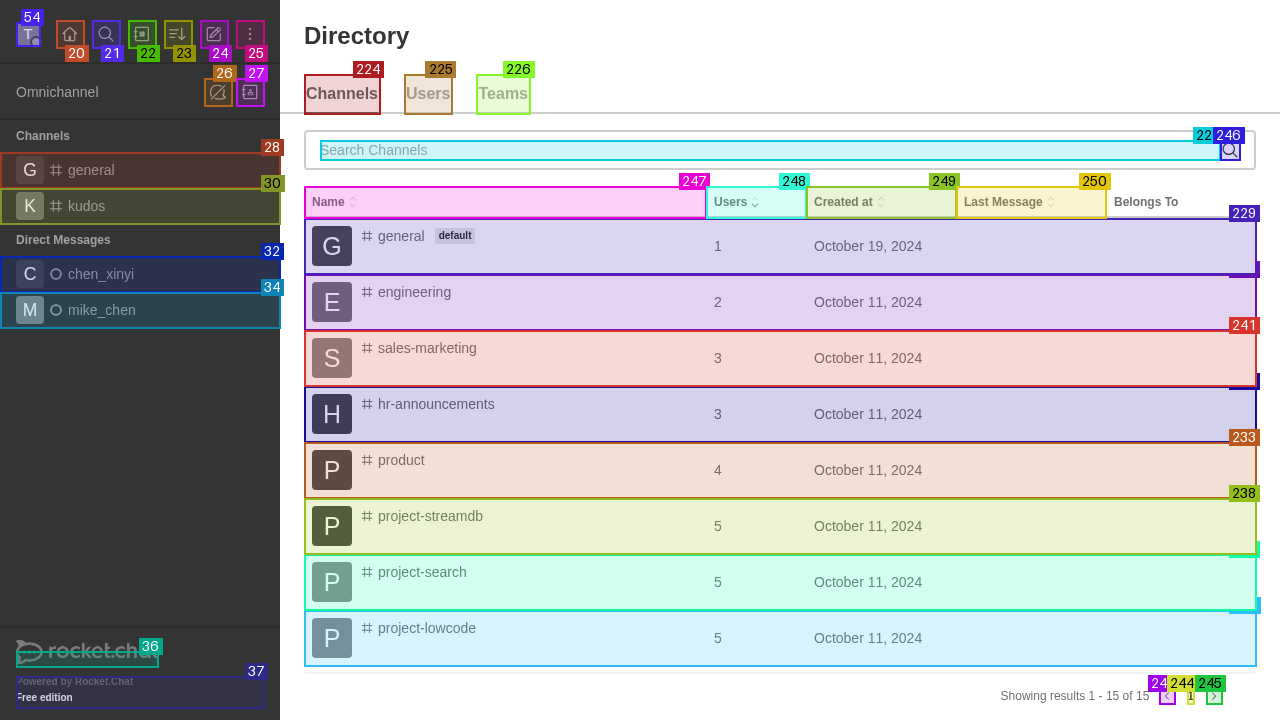 54
T
20
21
22
23
24
25
26
27
Omnichannel
Channels
28
G general
30
K kudos
Direct Messages
32
C chen_xinyi
34
M mike_chen
36
rocket.cha
37
Powered by Rocket.Chat
Free edition
Directory
224
225
226
Channels
Users
Teams
22
246
Search Channels
247
248
249
250
Name
Users
Created at
Last Message
Belongs To
229
G general default 1 October 19, 2024
E engineering 2 October 11, 2024
241
S sales-marketing 3 October 11, 2024
H hr-announcements 3 October 11, 2024
233
P product 4 October 11, 2024
238
P project-streamdb 5 October 11, 2024
P project-search 5 October 11, 2024
P project-lowcode 5 October 11, 2024
24
244
245
Showing results 1 - 15 of 15
1